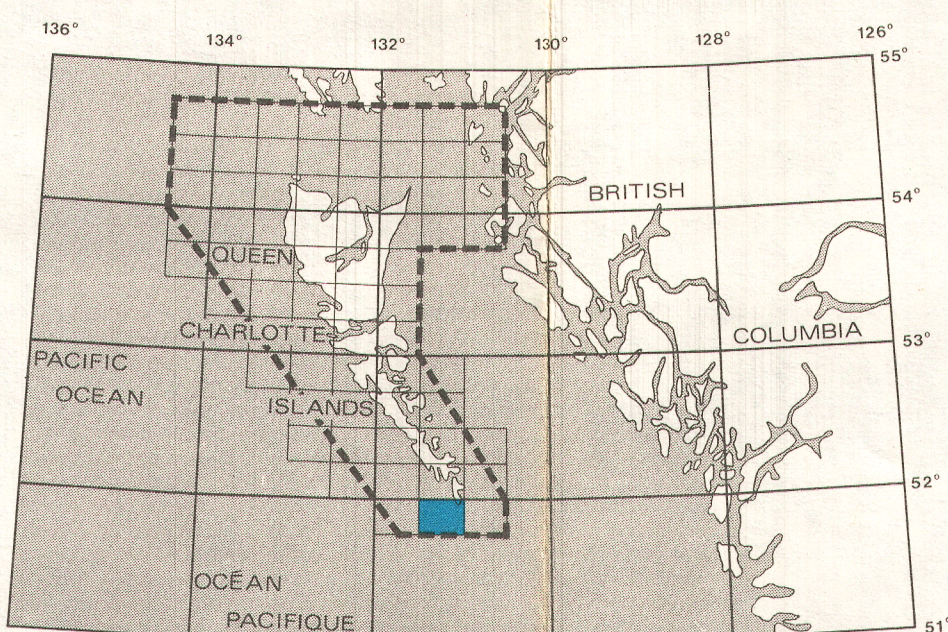 136°
134°
132°
130°
128°
126°
55°
BRITISH
54°
QUEEN
CHARLOTTE
COLUMBIA
53°
PACIFIC
OCEAN
ISLANDS
52°
OCÉAN
PACIFIQUE
51°